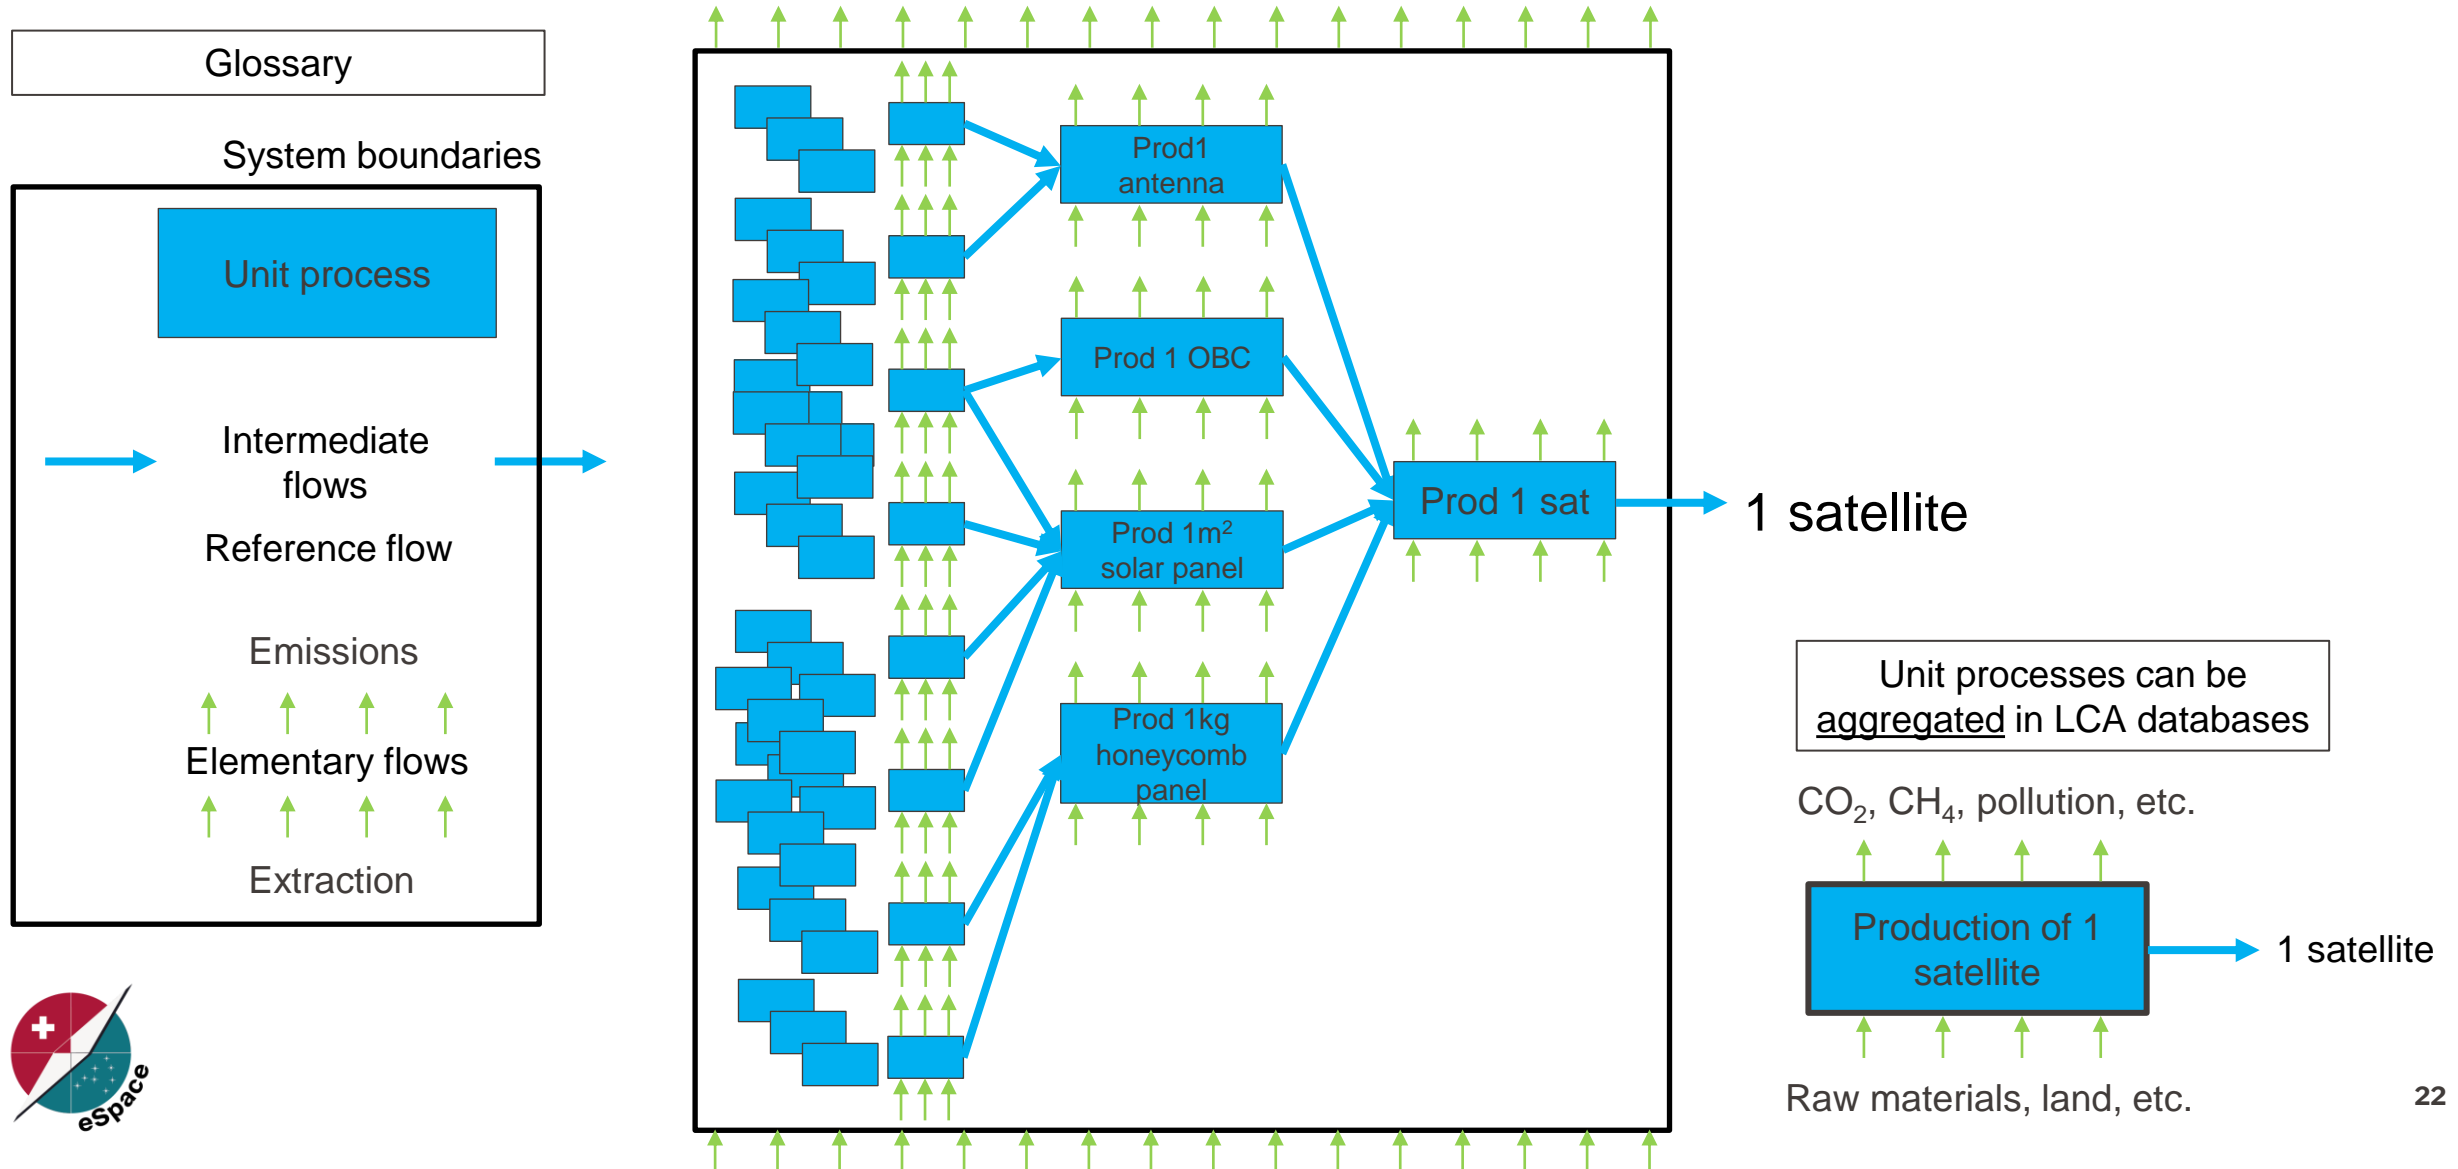 Glossary
System boundaries
Unit process
Intermediate
flows
Reference flow
Emissions
Elementary flows
Extraction
eSpace
Prod1
antenna
Prod 1 OBC
Prod 1m²
solar panel
Prod 1kg
honeycomb
panel
Prod 1 sat
1 satellite
Unit processes can be
aggregated in LCA databases
CO₂, CH₄, pollution, etc.
Production of 1
satellite
1 satellite
Raw materials, land, etc.
22